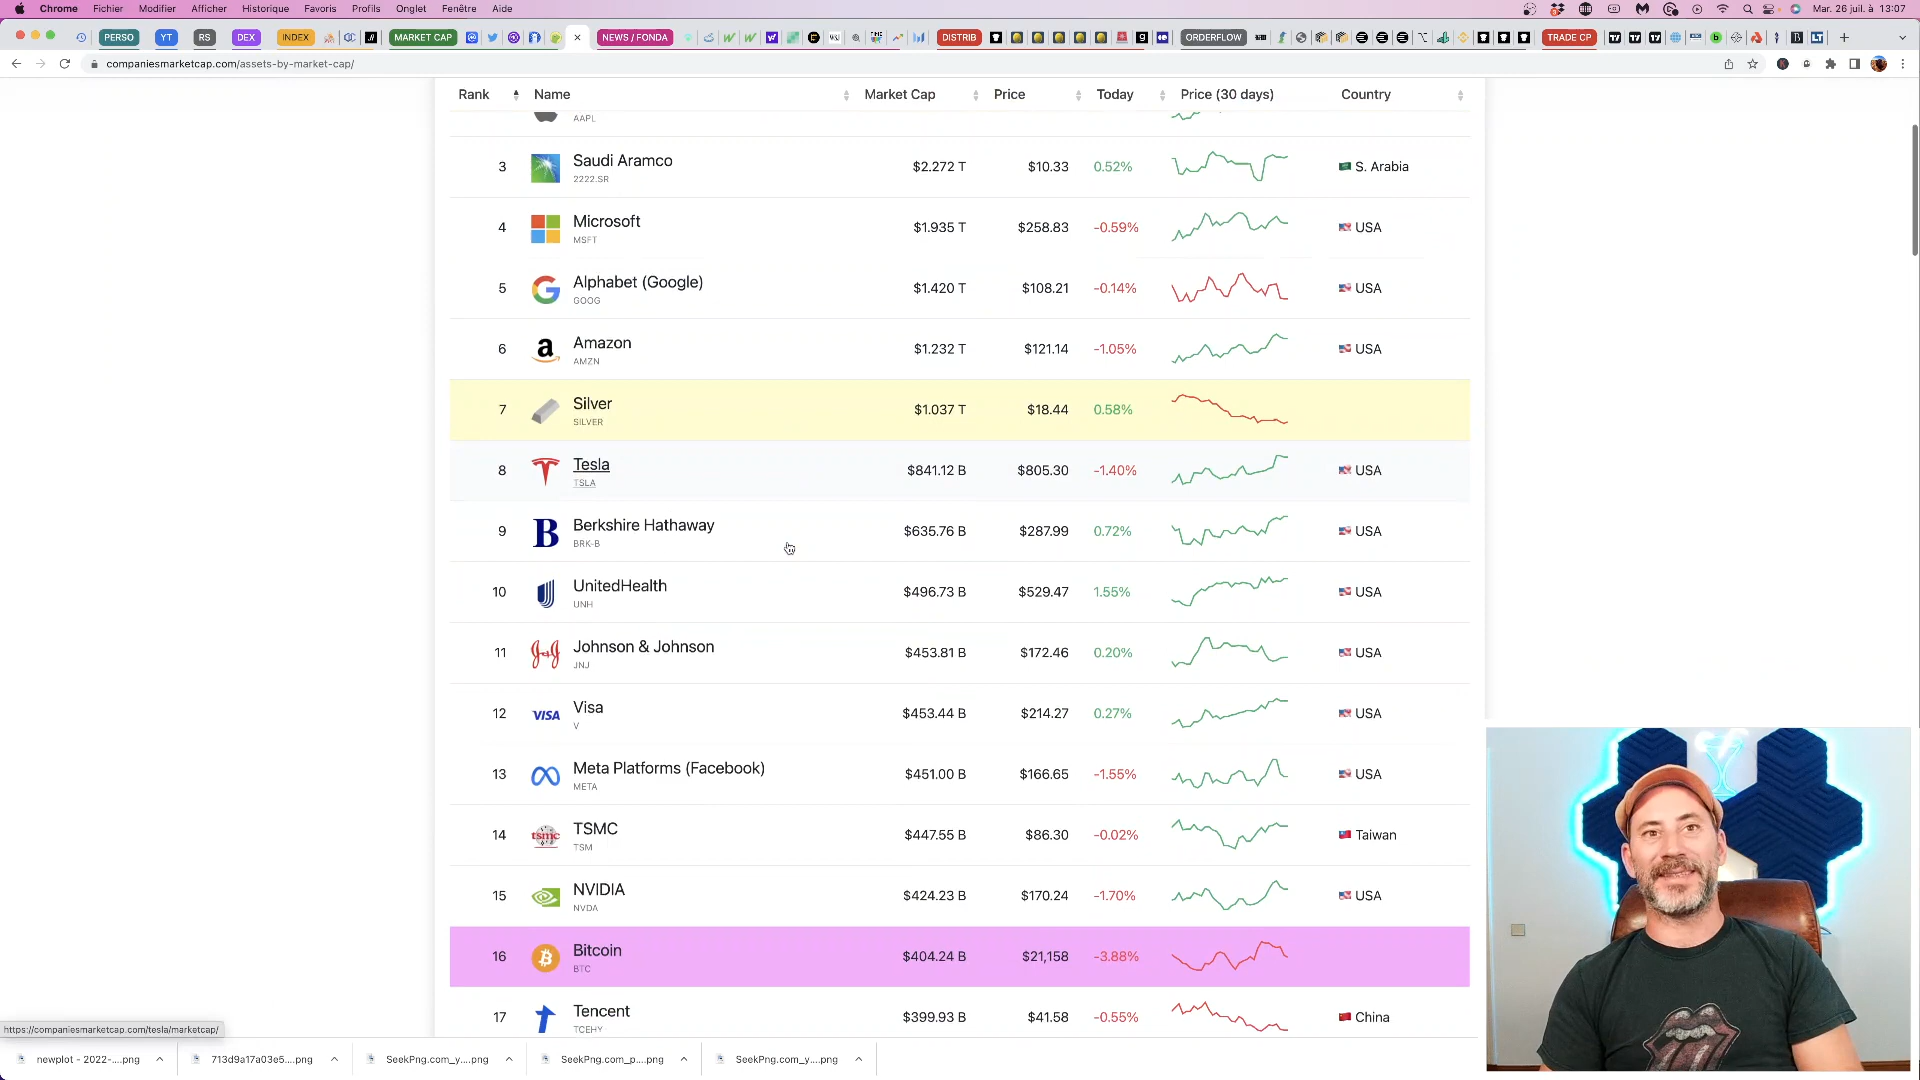 Chrome Fichier Modifier Afficher Historique Favoris Profils Onglet Fenêtre Aide Mar. 26 juil. à 13:07
PERSO YT RS DEX INDEX MARKET CAP NEWS / FONDA DISTRIB ORDERFLOW TRADE CP
companiesmarketcap.com/assets-by-market-cap/
Rank Name Market Cap Price Today Price (30 days) Country
AAPL
3 Saudi Aramco $2.272 T $10.33 0.52% S. Arabia
2222.SR
4 Microsoft $1.935 T $258.83 -0.59% USA
MSFT
5 Alphabet (Google) $1.420 T $108.21 -0.14% USA
GOOG
6 Amazon $1.232 T $121.14 -1.05% USA
AMZN
7 Silver $1.037 T $18.44 0.58%
SILVER
8 Tesla $841.12 B $805.30 -1.40% USA
TSLA
9 Berkshire Hathaway $635.76 B $287.99 0.72% USA
BRK-B
10 UnitedHealth $496.73 B $529.47 1.55% USA
UNH
11 Johnson & Johnson $453.81 B $172.46 0.20% USA
JNJ
12 VISA Visa $453.44 B $214.27 0.27% USA
V
13 Meta Platforms (Facebook) $451.00 B $166.65 -1.55% USA
META
14 tsmc TSMC $447.55 B $86.30 -0.02% Taiwan
TSM
15 NVIDIA $424.23 B $170.24 -1.70% USA
NVDA
16 Bitcoin $404.24 B $21,158 -3.88%
BTC
17 Tencent $399.93 B $41.58 -0.55% China
TCEHY
https://companiesmarketcap.com/tesla/marketcap/
newplot - 2022-....png 713d9a17a03e5....png SeekPng.com_y....png SeekPng.com_p....png SeekPng.com_y....png